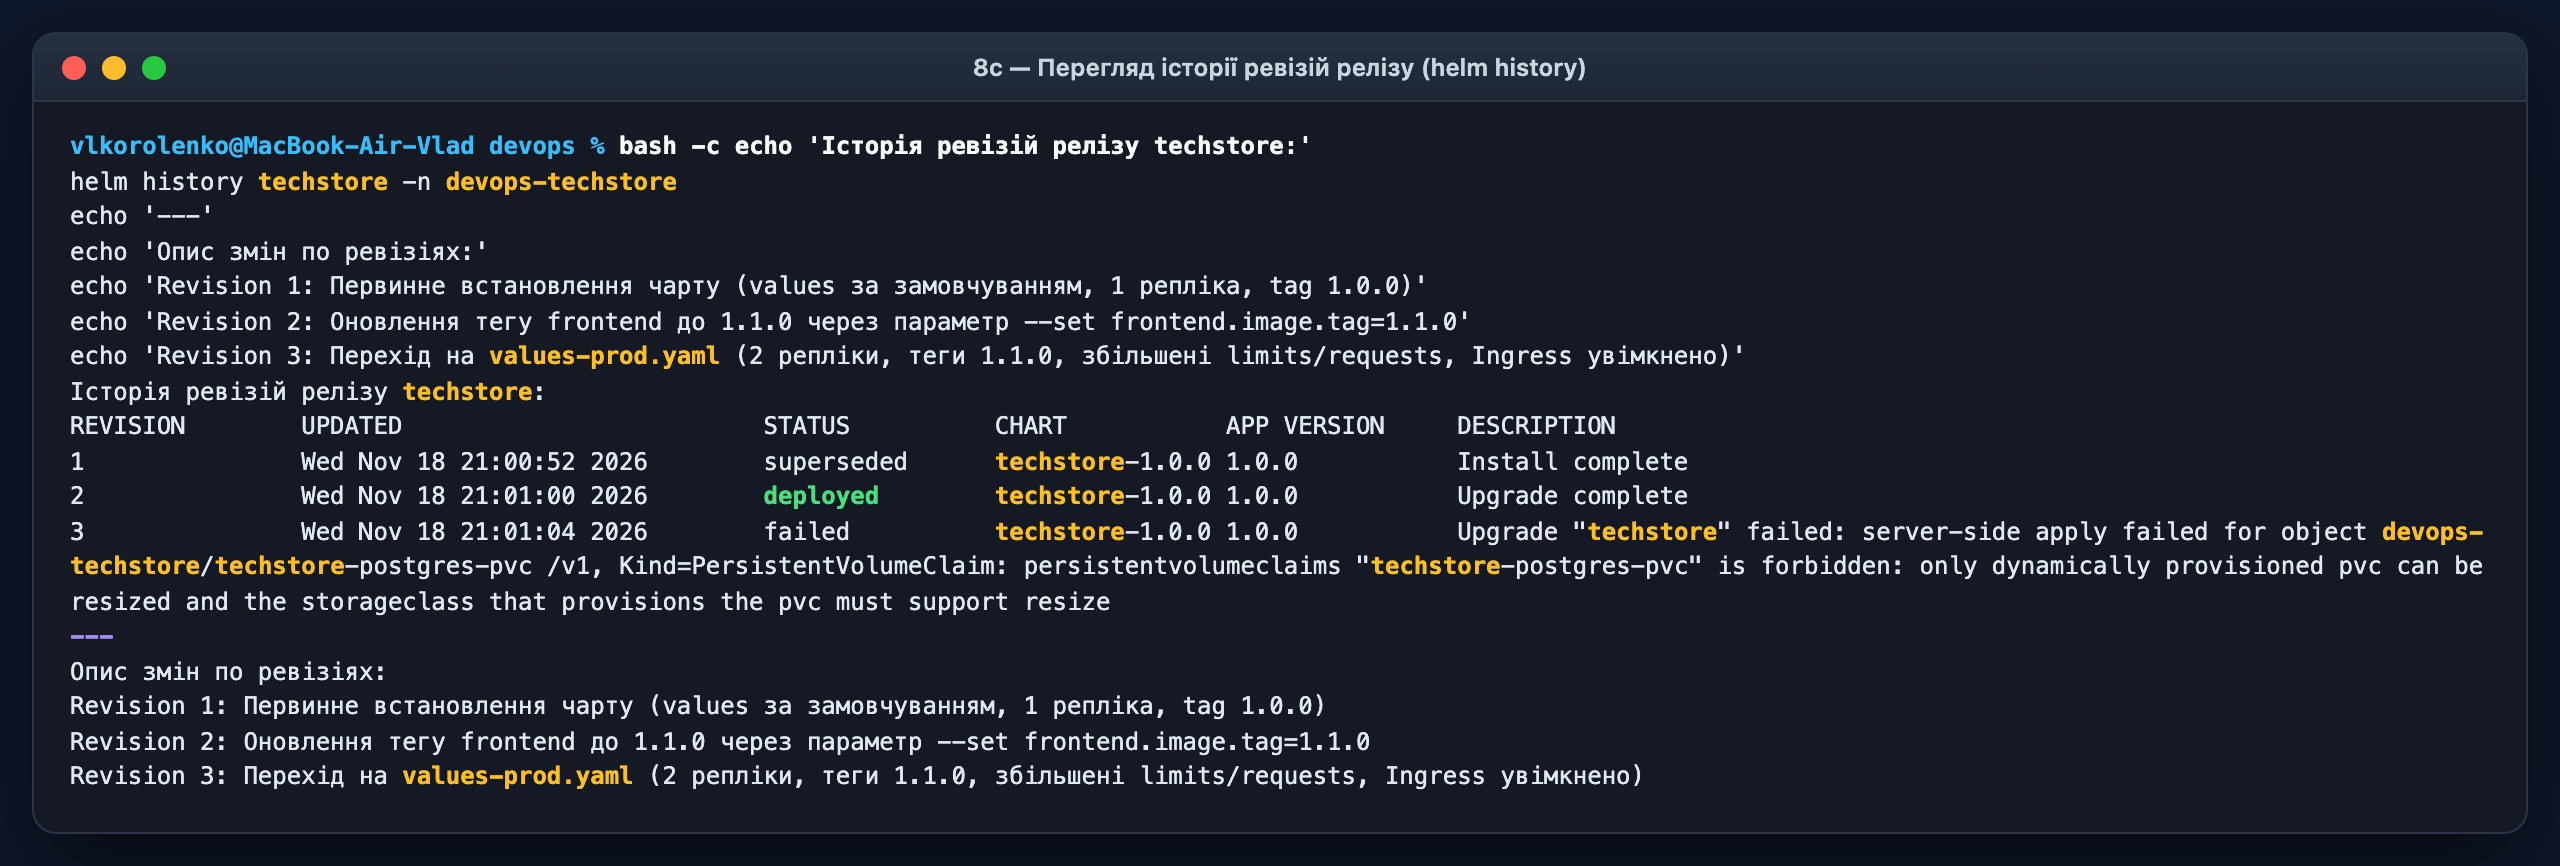 8c — Перегляд історії ревізій релізу (helm history)
vlkorolenko@MacBook-Air-Vlad devops % bash -c echo 'Історія ревізій релізу techstore:'
helm history techstore -n devops-techstore
echo '---'
echo 'Опис змін по ревізіях:'
echo 'Revision 1: Первинне встановлення чарту (values за замовчуванням, 1 репліка, tag 1.0.0)'
echo 'Revision 2: Оновлення тегу frontend до 1.1.0 через параметр --set frontend.image.tag=1.1.0'
echo 'Revision 3: Перехід на values-prod.yaml (2 репліки, теги 1.1.0, збільшені limits/requests, Ingress увімкнено)'
Історія ревізій релізу techstore:
REVISION UPDATED STATUS CHART APP VERSION DESCRIPTION
1 Wed Nov 18 21:00:52 2026 superseded techstore-1.0.0 1.0.0 Install complete
2 Wed Nov 18 21:01:00 2026 deployed techstore-1.0.0 1.0.0 Upgrade complete
3 Wed Nov 18 21:01:04 2026 failed techstore-1.0.0 1.0.0 Upgrade "techstore" failed: server-side apply failed for object devops-
techstore/techstore-postgres-pvc /v1, Kind=PersistentVolumeClaim: persistentvolumeclaims "techstore-postgres-pvc" is forbidden: only dynamically provisioned pvc can be
resized and the storageclass that provisions the pvc must support resize
---
Опис змін по ревізіях:
Revision 1: Первинне встановлення чарту (values за замовчуванням, 1 репліка, tag 1.0.0)
Revision 2: Оновлення тегу frontend до 1.1.0 через параметр --set frontend.image.tag=1.1.0
Revision 3: Перехід на values-prod.yaml (2 репліки, теги 1.1.0, збільшені limits/requests, Ingress увімкнено)